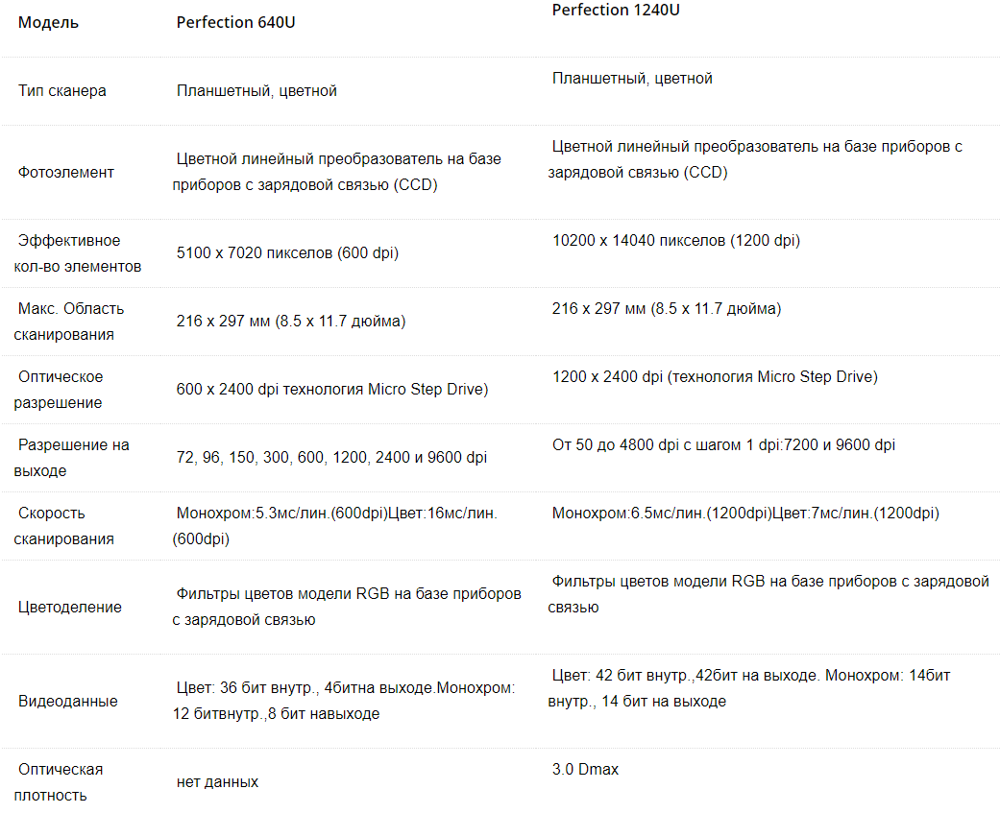 Модель
Perfection 640U
Perfection 1240U
Тип сканера
Планшетный, цветной
Планшетный, цветной
Фотоэлемент
Цветной линейный преобразователь на базе
приборов с зарядовой связью (CCD)
Цветной линейный преобразователь на базе приборов с
зарядовой связью (CCD)
Эффективное
кол-во элементов
5100 x 7020 пикселов (600 dpi)
10200 x 14040 пикселов (1200 dpi)
Макс. Область
сканирования
216 x 297 мм (8.5 x 11.7 дюйма)
216 x 297 мм (8.5 x 11.7 дюйма)
Оптическое
разрешение
600 x 2400 dpi технология Micro Step Drive)
1200 x 2400 dpi (технология Micro Step Drive)
Разрешение на
выходе
72, 96, 150, 300, 600, 1200, 2400 и 9600 dpi
От 50 до 4800 dpi с шагом 1 dpi:7200 и 9600 dpi
Скорость
сканирования
Монохром:5.3мс/лин.(600dpi)Цвет:16мс/лин.
(600dpi)
Монохром:6.5мс/лин.(1200dpi)Цвет:7мс/лин.(1200dpi)
Цветоделение
Фильтры цветов модели RGB на базе приборов
с зарядовой связью
Фильтры цветов модели RGB на базе приборов с зарядовой
связью
Видеоданные
Цвет: 36 бит внутр., 4битна выходе.Монохром:
12 битвнутр.,8 бит навыходе
Цвет: 42 бит внутр.,42бит на выходе. Монохром: 14бит
внутр., 14 бит на выходе
Оптическая
плотность
нет данных
3.0 Dmax